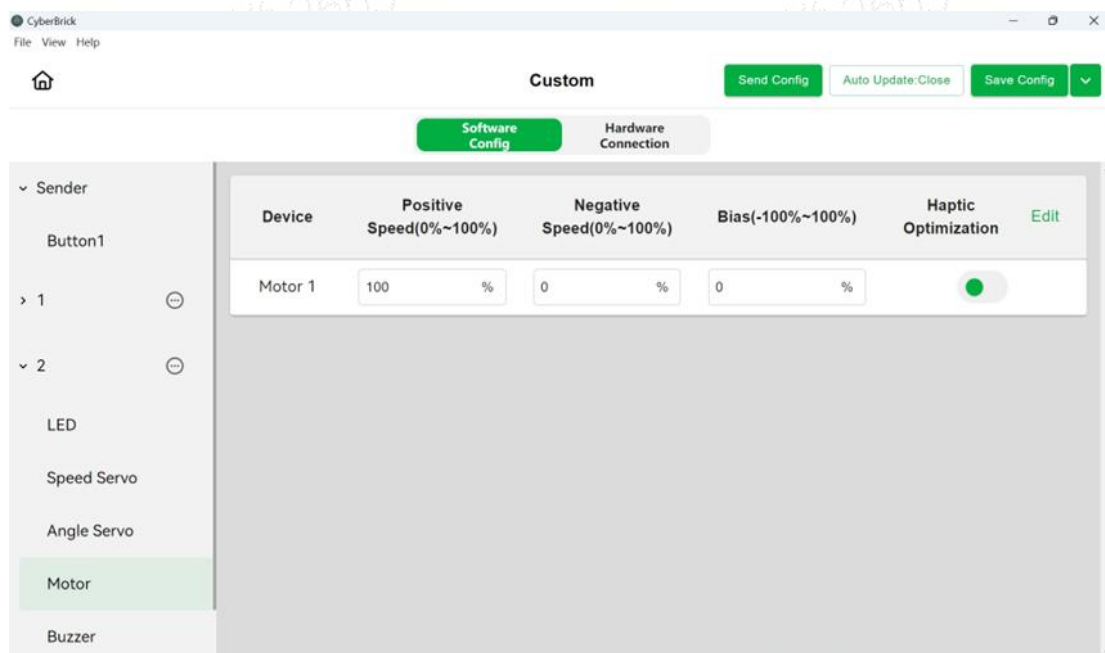 CyberBrick
File View Help
Custom
Send Config
Auto Update:Close
Save Config
Software
Config
Hardware
Connection
Sender
Button1
1
2
LED
Speed Servo
Angle Servo
Motor
Buzzer
Device
Positive
Speed(0%~100%)
Negative
Speed(0%~100%)
Bias(-100%~100%)
Haptic
Optimization
Edit
Motor 1
100 %
0 %
0 %